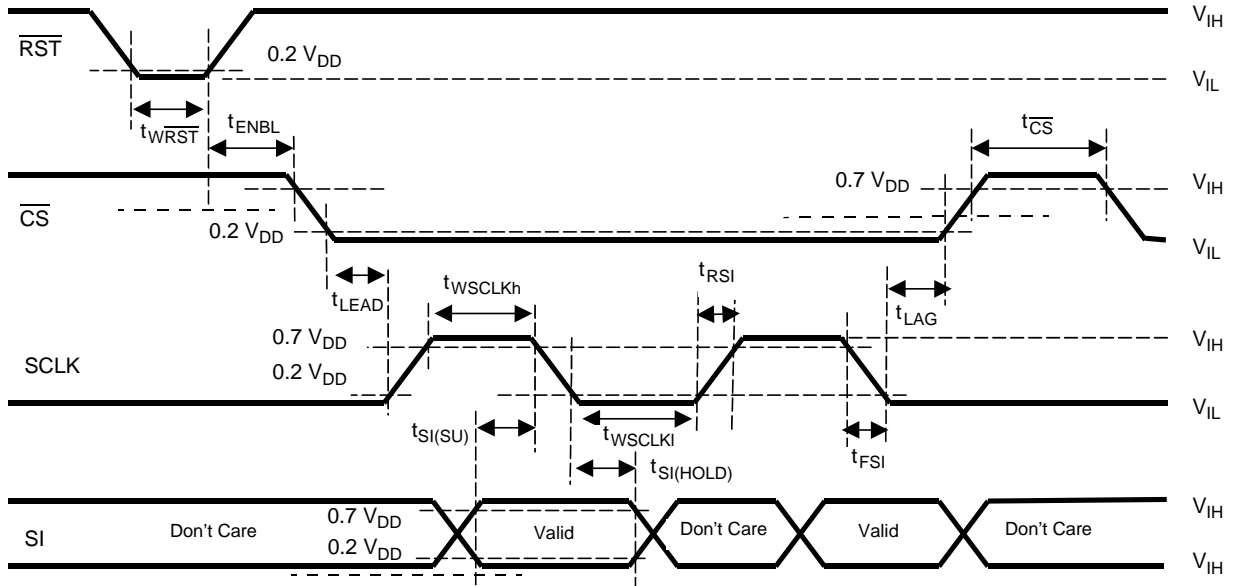 V_IH
RST
0.2 V_DD
V_IL
t_WRST
t_ENBL
t_CS
0.7 V_DD
V_IH
CS
0.2 V_DD
V_IL
t_LEAD
t_WSCLKh
t_RSI
t_LAG
0.7 V_DD
V_IH
SCLK
0.2 V_DD
V_IL
t_SI(SU)
t_WSCLKl
t_FSI
t_SI(HOLD)
V_IH
SI
Don't Care
0.7 V_DD
Valid
Don't Care
Valid
Don't Care
0.2 V_DD
V_IH